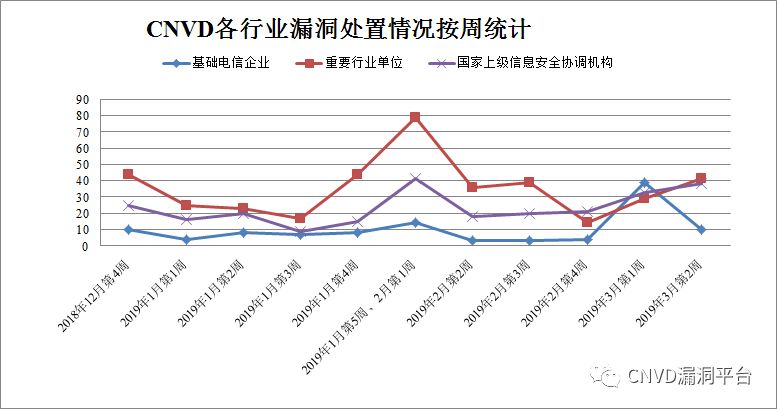 CNVD各行业漏洞处置情况按周统计
基础电信企业 重要行业单位 国家上级信息安全协调机构
90
80
70
60
50
40
30
20
10
0
2018年12月第4周
2019年1月第1周
2019年1月第2周
2019年1月第3周
2019年1月第4周
2019年1月第5周、2月第1周
2019年2月第2周
2019年2月第3周
2019年2月第4周
2019年3月第1周
2019年3月第2周
CNVD漏洞平台